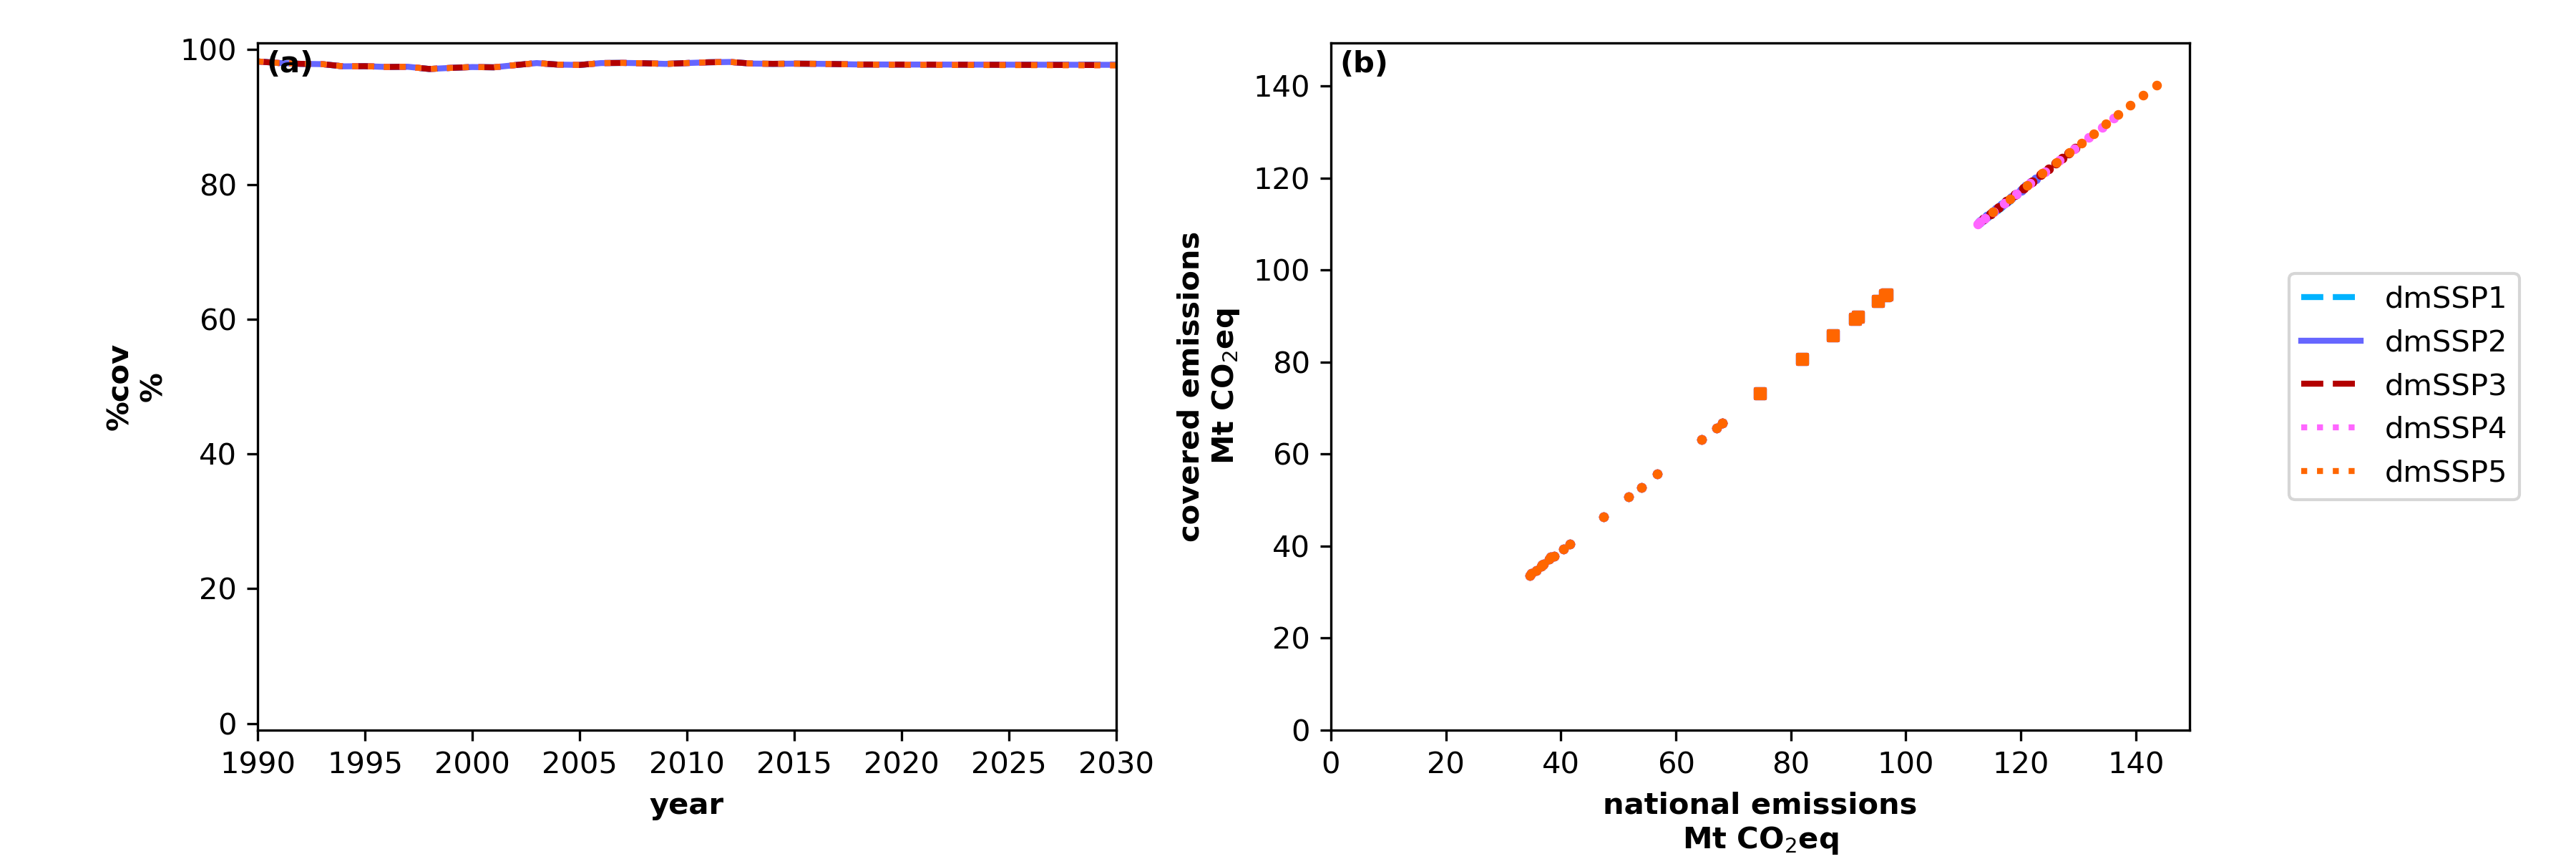 (a)
100
80
60
40
20
0
%cov
%
1990 1995 2000 2005 2010 2015 2020 2025 2030
year
(b)
140
120
100
80
60
40
20
0
covered emissions
Mt CO₂eq
0 20 40 60 80 100 120 140
national emissions
Mt CO₂eq
dmSSP1
dmSSP2
dmSSP3
dmSSP4
dmSSP5